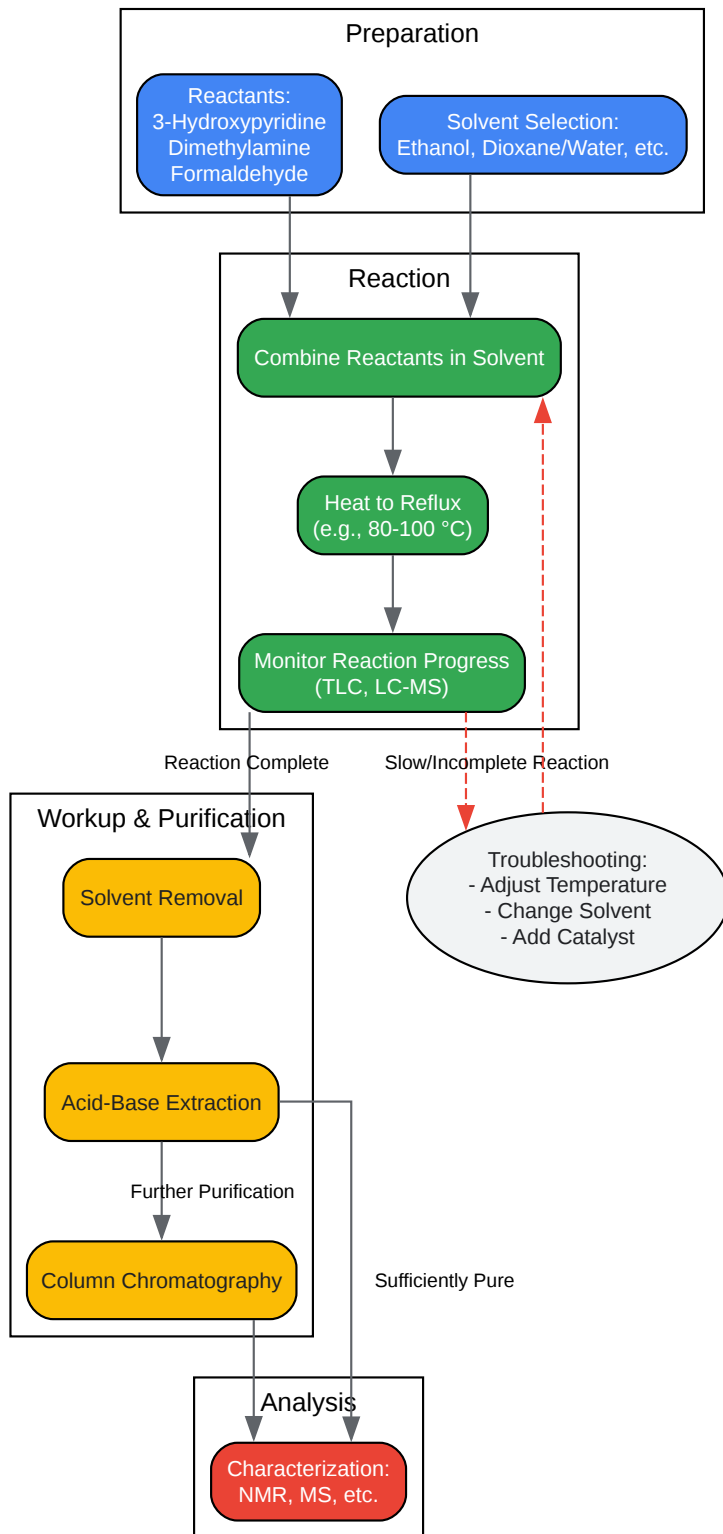 Preparation
Reactants:
3-Hydroxypyridine
Dimethylamine
Formaldehyde
Solvent Selection:
Ethanol, Dioxane/Water, etc.
Reaction
Combine Reactants in Solvent
Heat to Reflux
(e.g., 80-100 °C)
Monitor Reaction Progress
(TLC, LC-MS)
Reaction Complete
Slow/Incomplete Reaction
Workup & Purification
Solvent Removal
Troubleshooting:
- Adjust Temperature
- Change Solvent
- Add Catalyst
Acid-Base Extraction
Further Purification
Column Chromatography
Sufficiently Pure
Analysis
Characterization:
NMR, MS, etc.